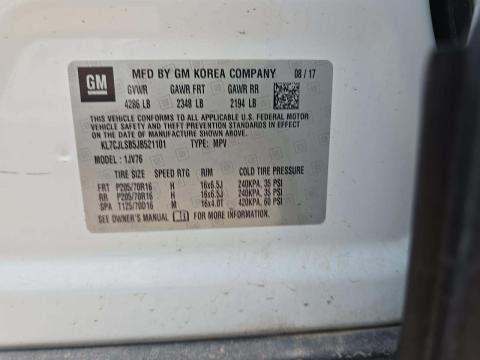 GM
MFD BY GM KOREA COMPANY 08 / 17
GVWR GAWR FRT GAWR RR
4286 LB 2348 LB 2194 LB
THIS VEHICLE CONFORMS TO ALL APPLICABLE U.S. FEDERAL MOTOR
VEHICLE SAFETY, BUMPER, AND THEFT PREVENTION STANDARDS IN EFFECT ON THE
DATE OF MANUFACTURE SHOWN ABOVE.
KL7CJLSB5JB521101 TYPE: MPV
MODEL : 1JV76
TIRE SIZE SPEED RTG RIM COLD TIRE PRESSURE
FRT P205/70R16 H 16x6.5J 240KPA, 35 PSI
RR P205/70R16 H 16x6.5J 240KPA, 35 PSI
SPA T125/70D16 M 16x4.0T 420KPA, 60 PSI
SEE OWNER'S MANUAL FOR MORE INFORMATION.